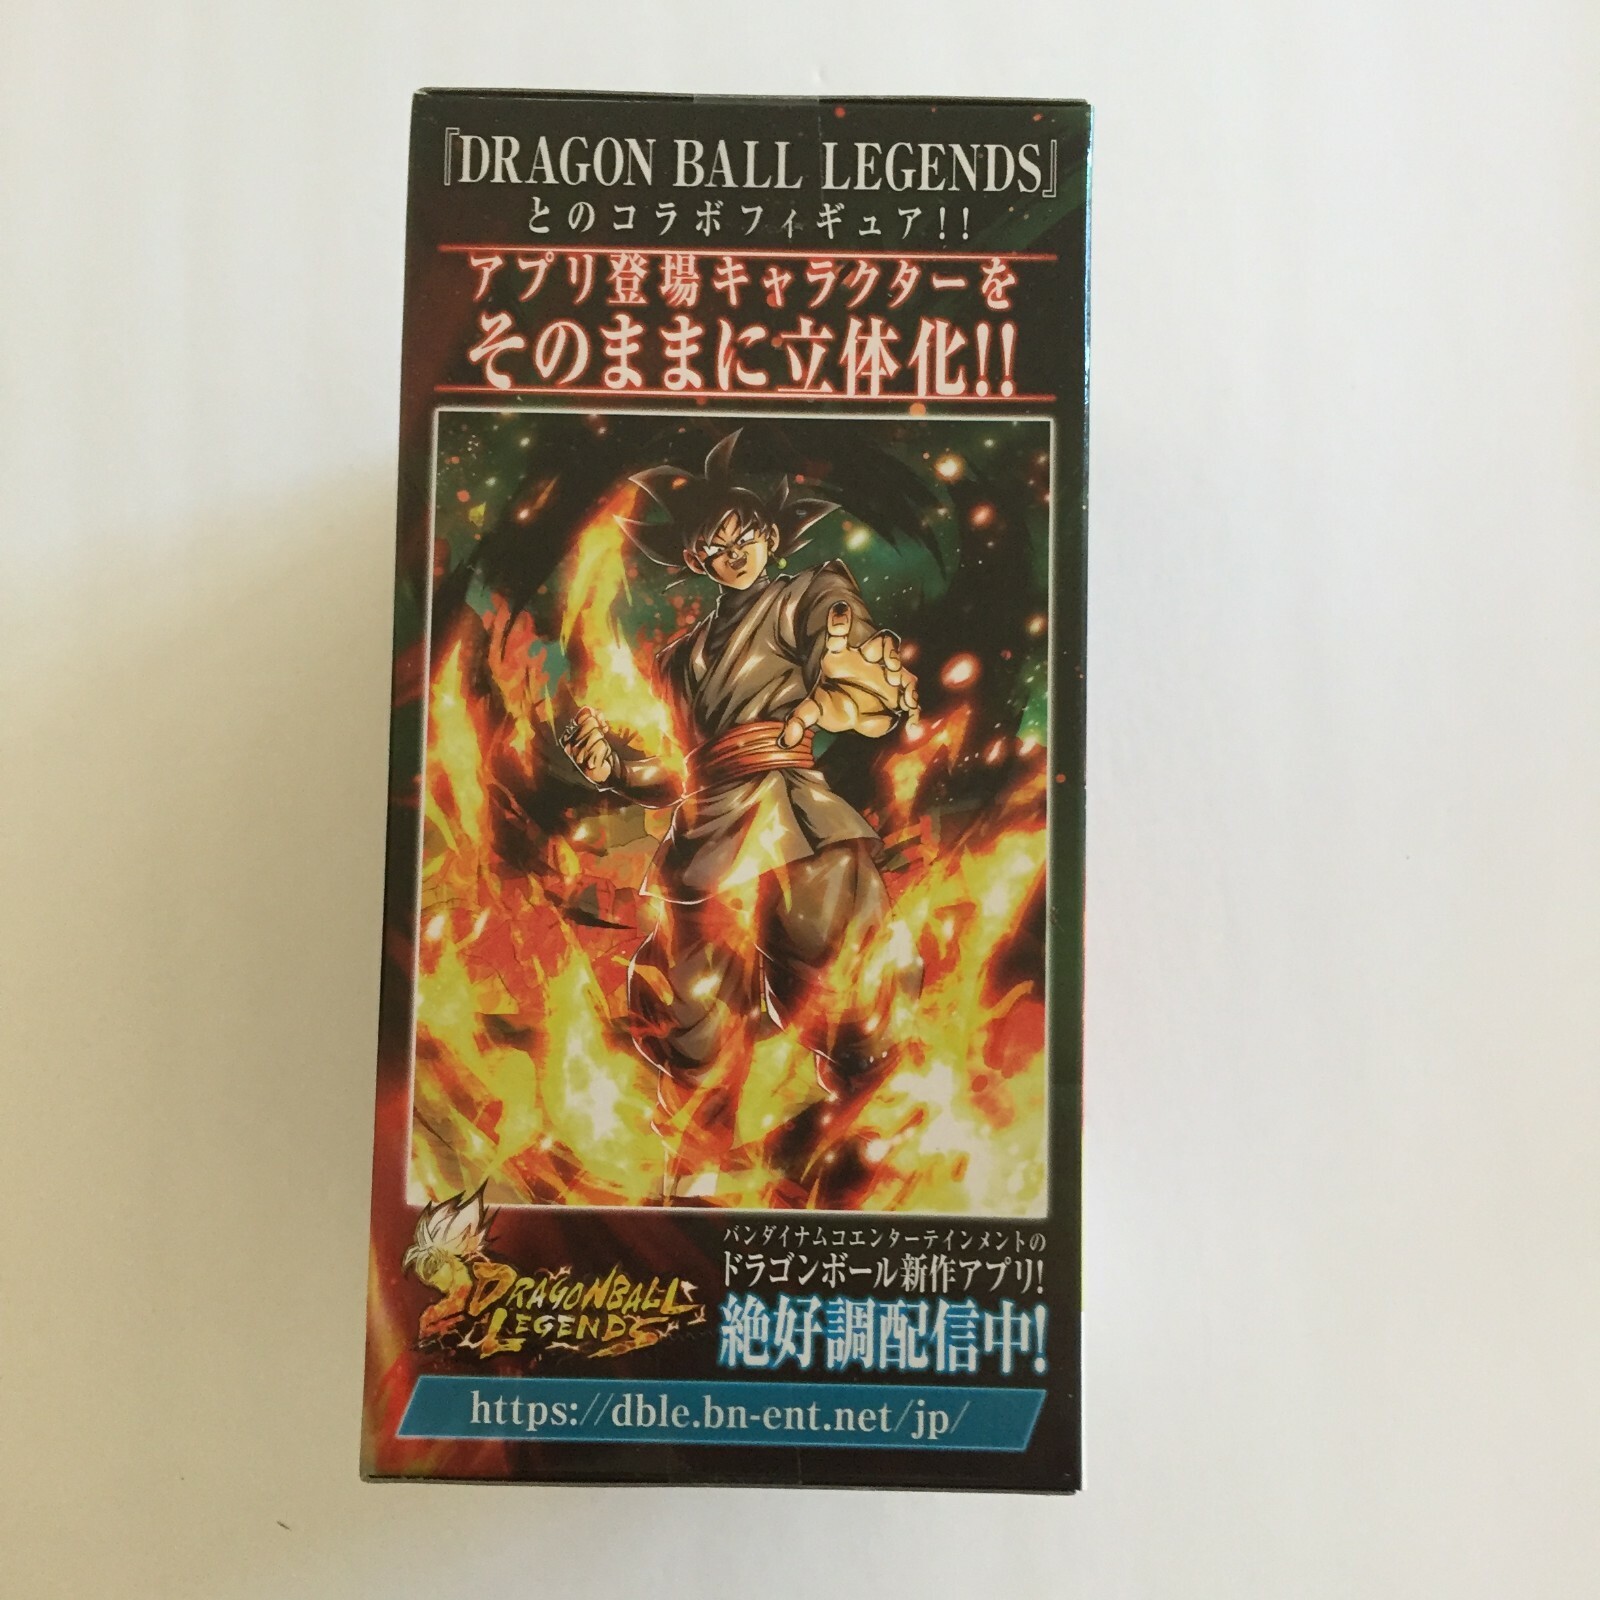 『DRAGON BALL LEGENDS』
とのコラボフィギュア!!
アプリ登場キャラクターを
そのままに立体化!!
DRAGONBALL
LEGENDS
バンダイナムコエンターテインメントの
ドラゴンボール新作アプリ!
絶好調配信中!
https://dble.bn-ent.net/jp/